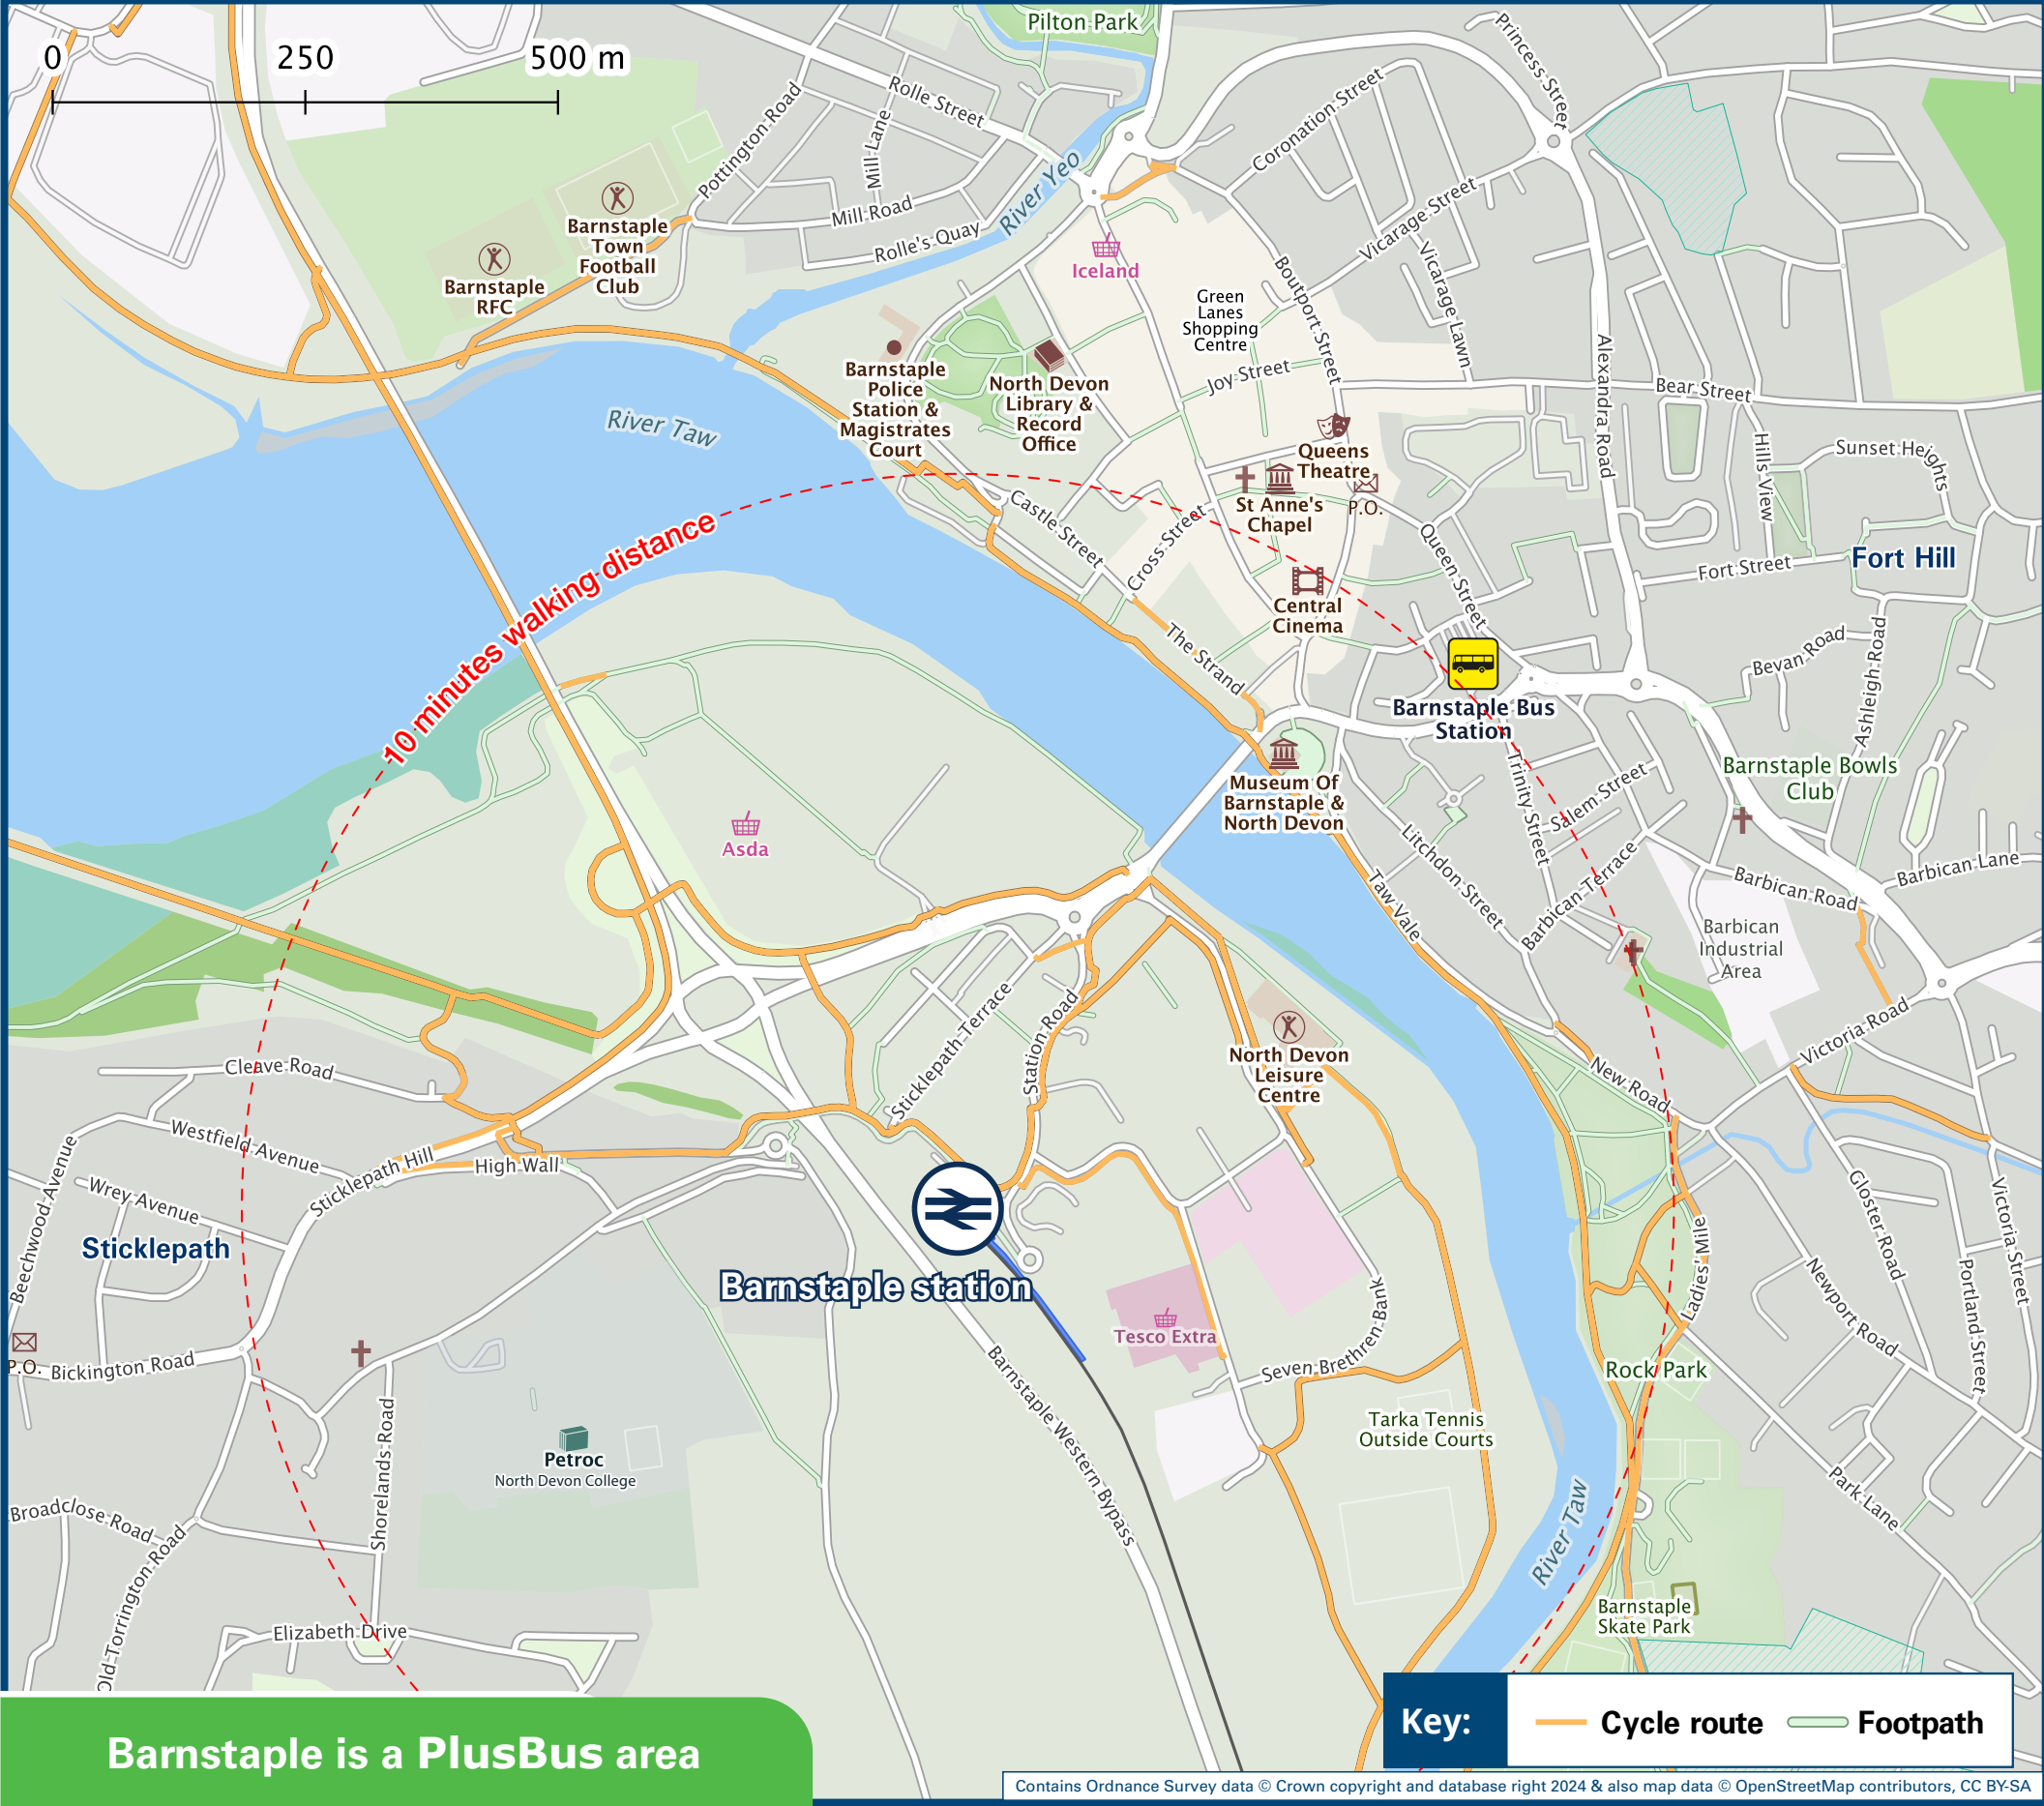 0
250
500 m
Pilton Park
Princess Street
Rolle Street
Coronation Street
Pottington Road
Mill Lane
River Yeo
Vicarage Street
Mill Road
Rolle's Quay
Barnstaple
Town
Football
Club
Barnstaple
RFC
Iceland
Boutport Street
Vicarage Lawn
Green
Lanes
Shopping
Centre
Alexandra Road
Joy Street
Bear Street
Barnstaple
Police
Station &
Magistrates
Court
North Devon
Library &
Record
Office
River Taw
Queens
Theatre
Hills View
Sunset Heights
St Anne's
Chapel
P.O.
Castle Street
Cross Street
Queen Street
Fort Street
Fort Hill
10 minutes walking distance
Central
Cinema
The Strand
Bevan Road
Ashleigh Road
Barnstaple Bus
Station
Museum Of
Barnstaple &
North Devon
Trinity Street
Salem Street
Barnstaple Bowls
Club
Asda
Litchdon Street
Barbican Terrace
Taw Vale
Barbican Road
Barbican Lane
Barbican
Industrial
Area
Sticklepath Terrace
Station Road
North Devon
Leisure
Centre
Victoria Road
New Road
Cleave Road
Westfield Avenue
Beechwood Avenue
Sticklepath Hill
High Wall
Wrey Avenue
Sticklepath
Gloster Road
Victoria Street
Ladies' Mile
Newport Road
Portland Street
Barnstaple station
Tesco Extra
Seven Brethren Bank
P.O.
Bickington Road
Rock Park
Barnstaple Western Bypass
Tarka Tennis
Outside Courts
Shorelands Road
Petroc
North Devon College
Park Lane
River Taw
Broadclose Road
Old Torrington Road
Elizabeth Drive
Barnstaple
Skate Park
Key:
Cycle route
Footpath
Barnstaple is a PlusBus area
Contains Ordnance Survey data © Crown copyright and database right 2024 & also map data © OpenStreetMap contributors, CC BY-SA